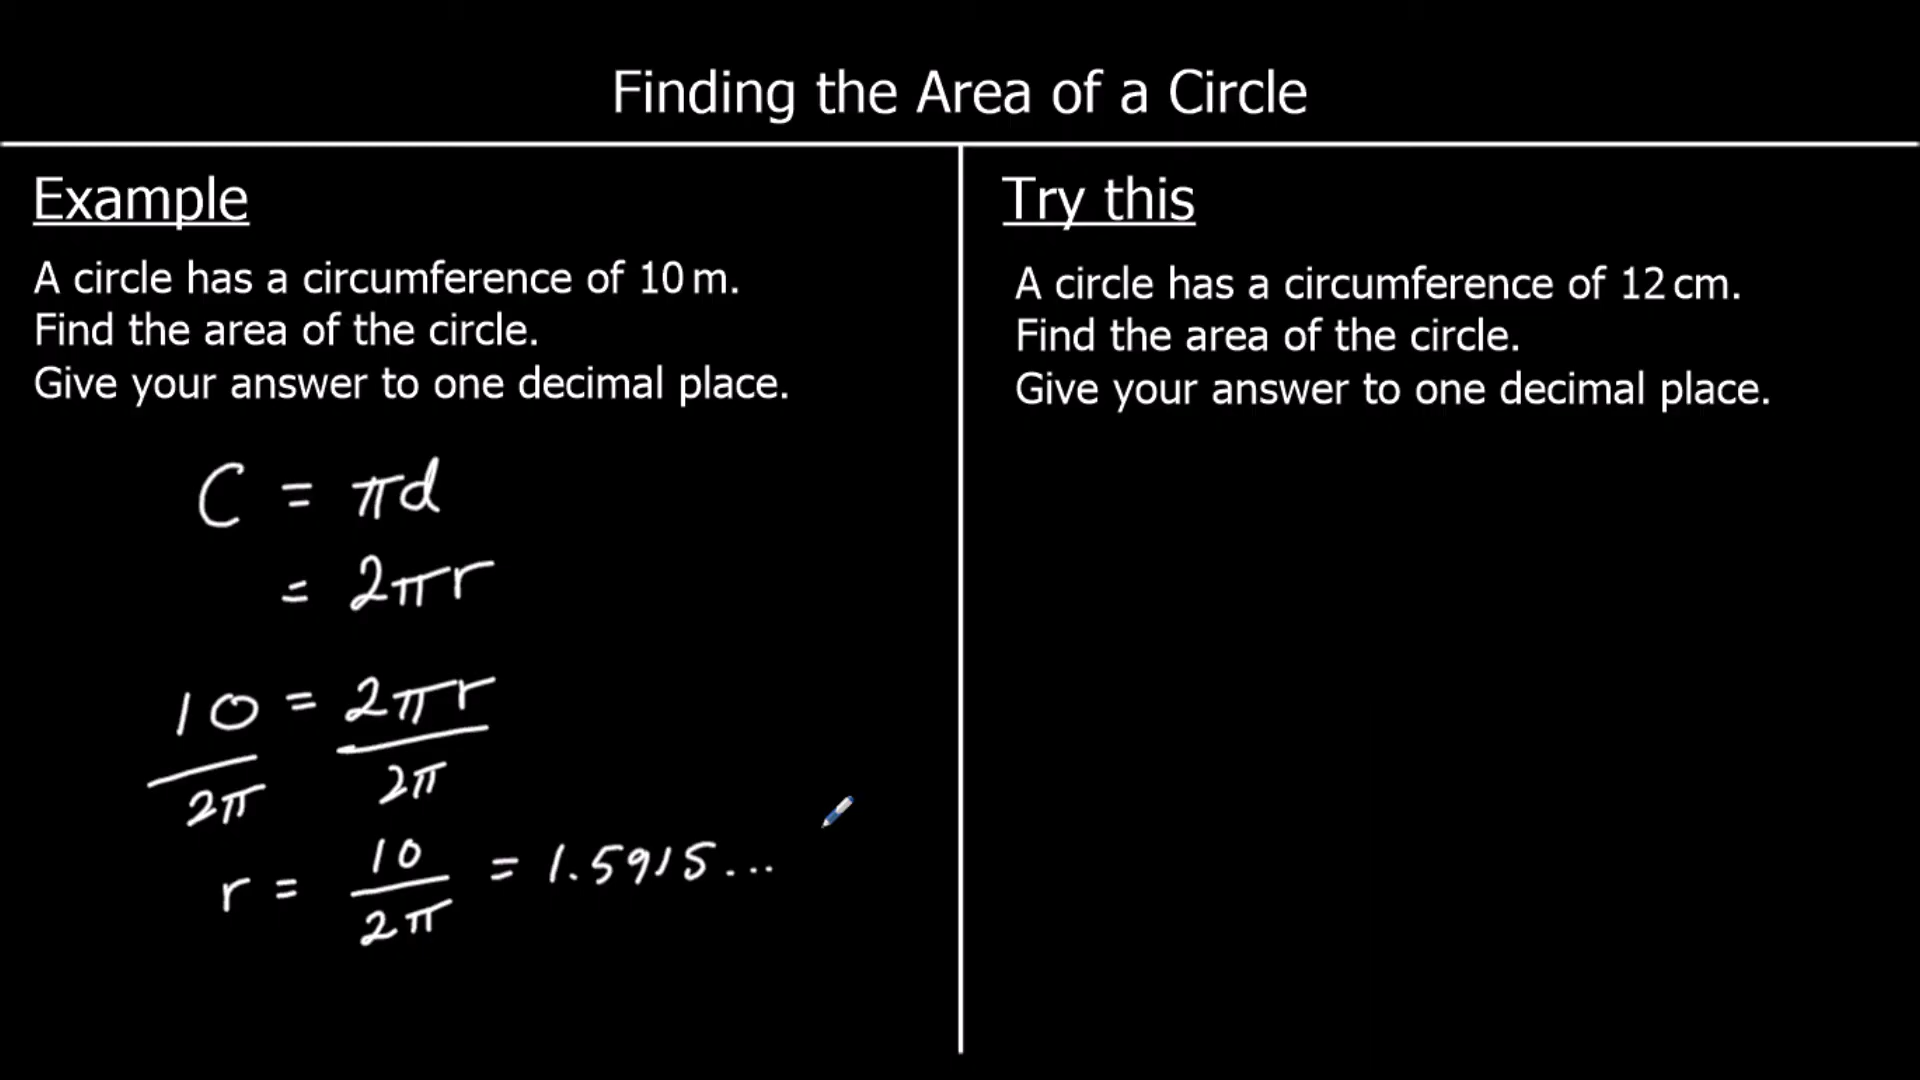 Finding the Area of a Circle
Example
A circle has a circumference of 10 m.
Find the area of the circle.
Give your answer to one decimal place.
C = πd
= 2πr
10 = 2πr
2π 2π
r = 10/2π = 1.5915...
Try this
A circle has a circumference of 12 cm.
Find the area of the circle.
Give your answer to one decimal place.